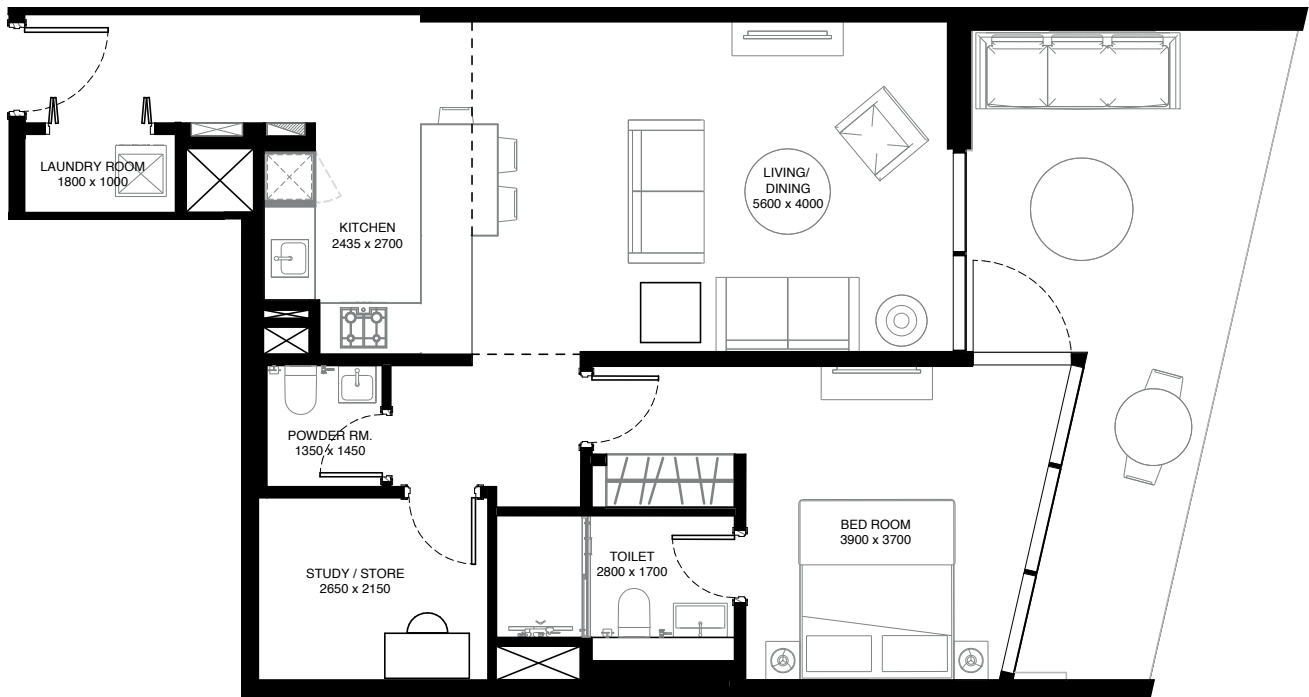 LAUNDRY ROOM
1800 x 1000
KITCHEN
2435 x 2700
LIVING/
DINING
5600 x 4000
POWDER RM.
1350 x 1450
STUDY / STORE
2650 x 2150
TOILET
2800 x 1700
BED ROOM
3900 x 3700